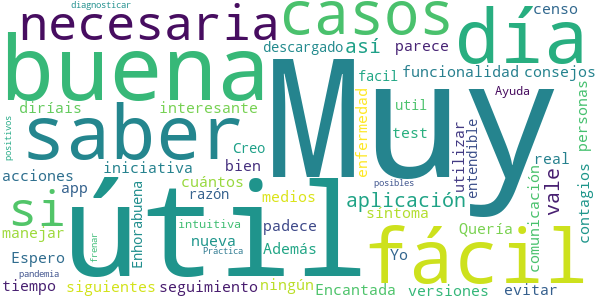 diagnosticar
necesaria
casos
día
censo
buena
descargado
así
parece
Muy
funcionalidad
consejos
facil
Ayuda
diríais
interesante
enfermedad
util
personas
saber
test
utilizar
entendible
positivos
Creo
iniciativa
bien
real
contagios
acciones
app
Enhorabuena
cuántos
razón
medios
posibles
aplicación
vale
comunicación
si
útil
síntoma
manejar
intuitiva
padece
Quería
fácil
frenar
nueva
Práctica
Además
Yo
Espero
pandemia
tiempo
siguientes
seguimiento
ningún
Encantada
versiones
evitar